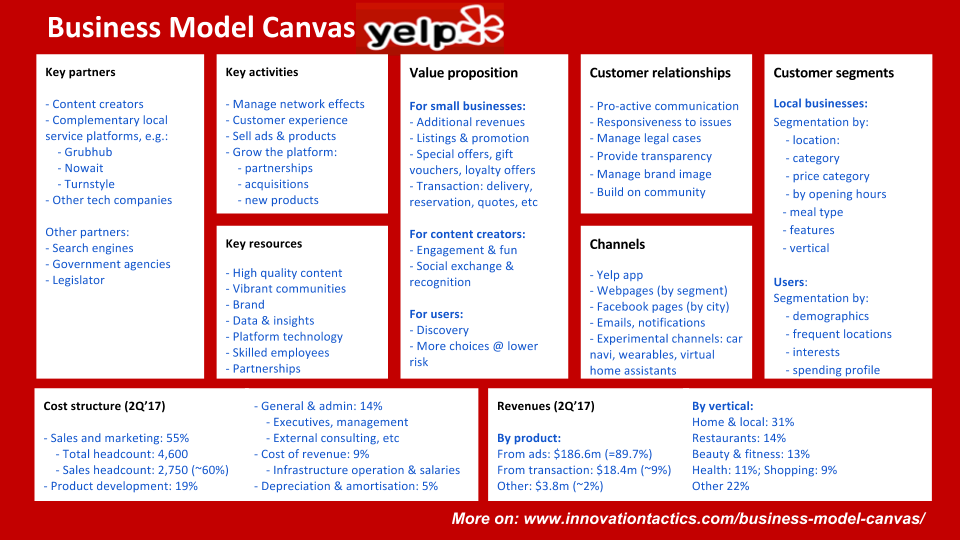 Business Model Canvas yelp
Key partners
- Content creators
- Complementary local
service platforms, e.g.:
- Grubhub
- Nowait
- Turnstyle
- Other tech companies
Other partners:
- Search engines
- Government agencies
- Legislator
Key activities
- Manage network effects
- Customer experience
- Sell ads & products
- Grow the platform:
- partnerships
- acquisitions
- new products
Key resources
- High quality content
- Vibrant communities
- Brand
- Data & insights
- Platform technology
- Skilled employees
- Partnerships
Value proposition
For small businesses:
- Additional revenues
- Listings & promotion
- Special offers, gift
vouchers, loyalty offers
- Transaction: delivery,
reservation, quotes, etc
For content creators:
- Engagement & fun
- Social exchange &
recognition
For users:
- Discovery
- More choices @ lower
risk
Customer relationships
- Pro-active communication
- Responsiveness to issues
- Manage legal cases
- Provide transparency
- Manage brand image
- Build on community
Channels
- Yelp app
- Webpages (by segment)
- Facebook pages (by city)
- Emails, notifications
- Experimental channels: car
navi, wearables, virtual
home assistants
Customer segments
Local businesses:
Segmentation by:
- location:
- category
- price category
- by opening hours
- meal type
- features
- vertical
Users:
Segmentation by:
- demographics
- frequent locations
- interests
- spending profile
Cost structure (2Q’17)
- Sales and marketing: 55%
- Total headcount: 4,600
- Sales headcount: 2,750 (~60%)
- Product development: 19%
- General & admin: 14%
- Executives, management
- External consulting, etc
- Cost of revenue: 9%
- Infrastructure operation & salaries
- Depreciation & amortisation: 5%
Revenues (2Q’17)
By product:
From ads: $186.6m (=89.7%)
From transaction: $18.4m (~9%)
Other: $3.8m (~2%)
By vertical:
Home & local: 31%
Restaurants: 14%
Beauty & fitness: 13%
Health: 11%; Shopping: 9%
Other 22%
More on: www.innovationtactics.com/business-model-canvas/